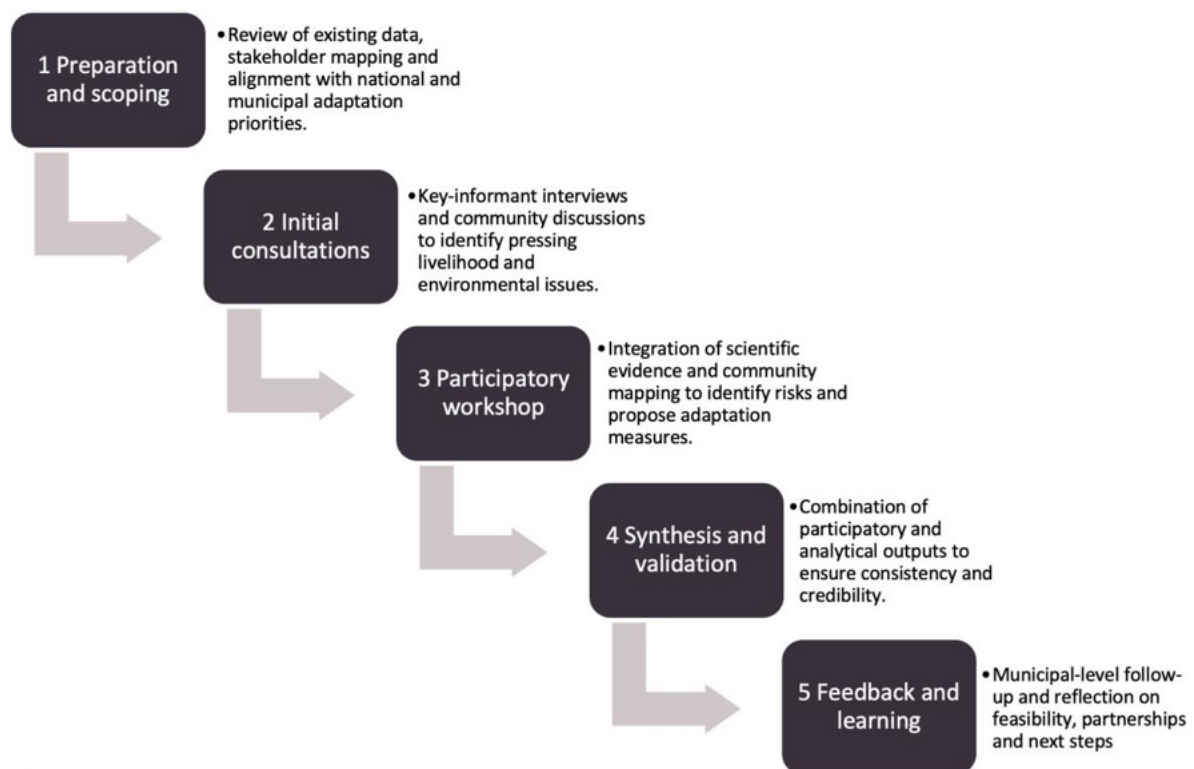 1 Preparation
and scoping
•Review of existing data,
stakeholder mapping and
alignment with national and
municipal adaptation
priorities.
2 Initial
consultations
•Key-informant interviews
and community discussions
to identify pressing
livelihood and
environmental issues.
3 Participatory
workshop
•Integration of scientific
evidence and community
mapping to identify risks and
propose adaptation
measures.
4 Synthesis and
validation
•Combination of
participatory and
analytical outputs to
ensure consistency and
credibility.
5 Feedback and
learning
•Municipal-level follow-
up and reflection on
feasibility, partnerships
and next steps